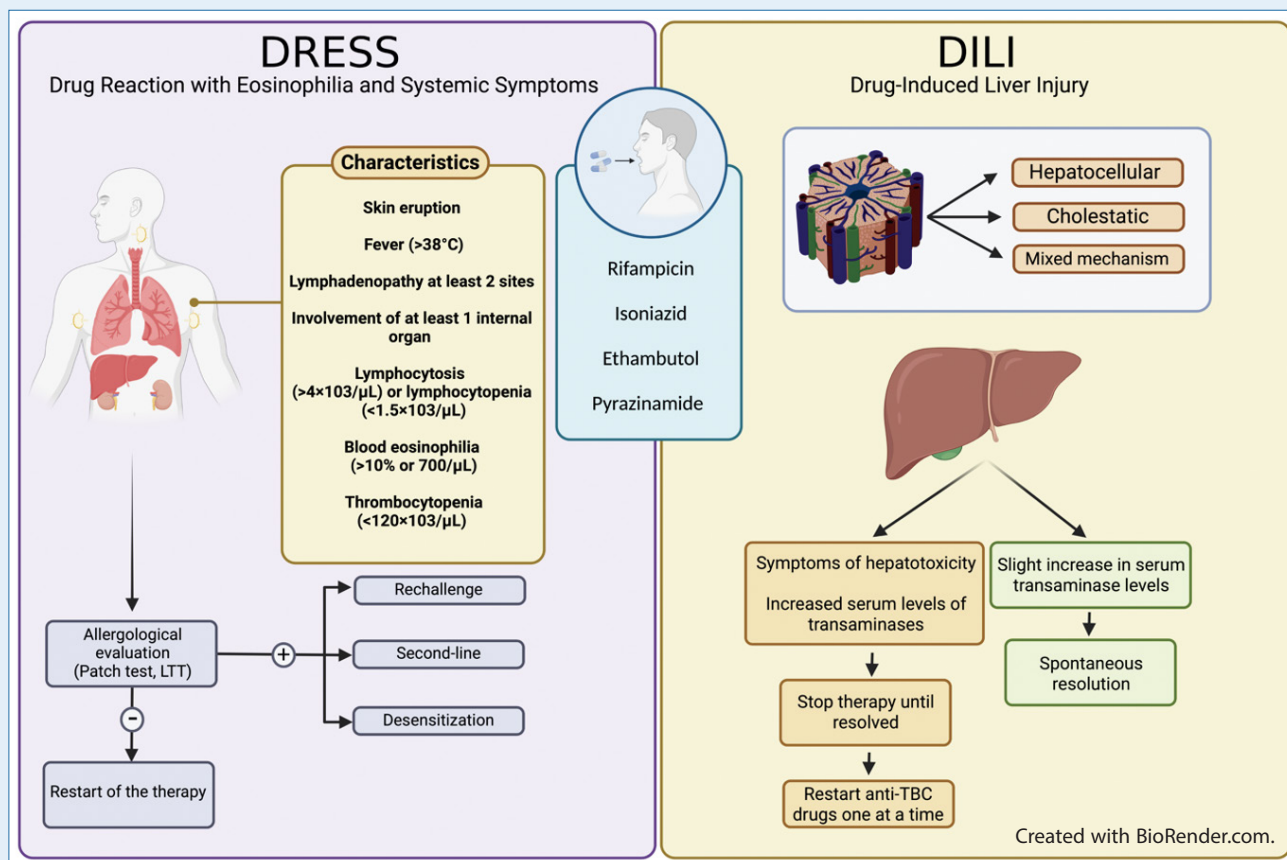 DRESS
Drug Reaction with Eosinophilia and Systemic Symptoms
Characteristics
Skin eruption
Fever (>38°C)
Lymphadenopathy at least 2 sites
Involvement of at least 1 internal
organ
Lymphocytosis
(>4×103/µL) or lymphocytopenia
(<1.5×103/µL)
Blood eosinophilia
(>10% or 700/µL)
Thrombocytopenia
(<120×103/µL)
Allergological
evaluation
(Patch test, LTT)
+
Rechallenge
Second-line
Desensitization
-
Restart of the therapy
Rifampicin
Isoniazid
Ethambutol
Pyrazinamide
DILI
Drug-Induced Liver Injury
Hepatocellular
Cholestatic
Mixed mechanism
Symptoms of hepatotoxicity
Increased serum levels of
transaminases
Stop therapy until
resolved
Restart anti-TBC
drugs one at a time
Slight increase in serum
transaminase levels
Spontaneous
resolution
Created with BioRender.com.